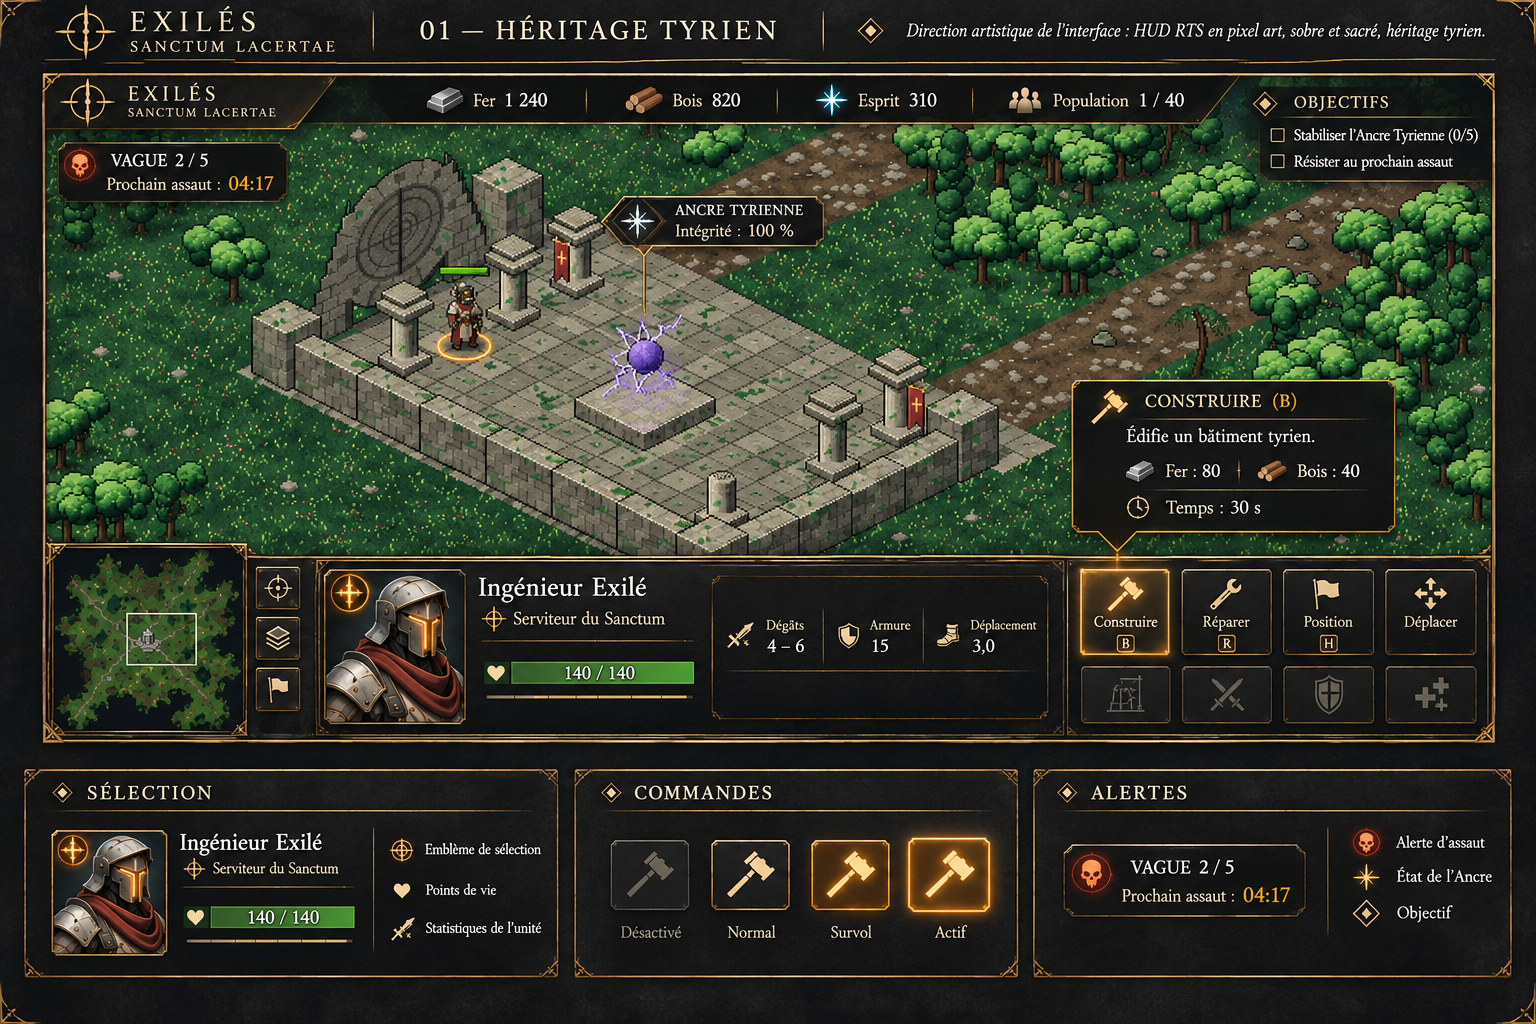 EXILÉS
SANCTUM LACERTAE
01 — HÉRITAGE TYRIEN
Direction artistique de l'interface : HUD RTS en pixel art, sobre et sacré, héritage tyrien.
EXILÉS
SANCTUM LACERTAE
Fer 1 240
Bois 820
Esprit 310
Population 1 / 40
OBJECTIFS
Stabiliser l'Ancre Tyrienne (0/5)
Résister au prochain assaut
VAGUE 2 / 5
Prochain assaut : 04:17
ANCRE TYRIENNE
Intégrité : 100 %
CONSTRUIRE (B)
Édifie un bâtiment tyrien.
Fer : 80
Bois : 40
Temps : 30 s
Ingénieur Exilé
Serviteur du Sanctum
140 / 140
Dégâts
4 – 6
Armure
15
Déplacement
3,0
Construire
B
Réparer
R
Position
H
Déplacer
SÉLECTION
Ingénieur Exilé
Serviteur du Sanctum
140 / 140
Emblème de sélection
Points de vie
Statistiques de l'unité
COMMANDES
Désactivé
Normal
Survol
Actif
ALERTES
VAGUE 2 / 5
Prochain assaut : 04:17
Alerte d'assaut
État de l'Ancre
Objectif